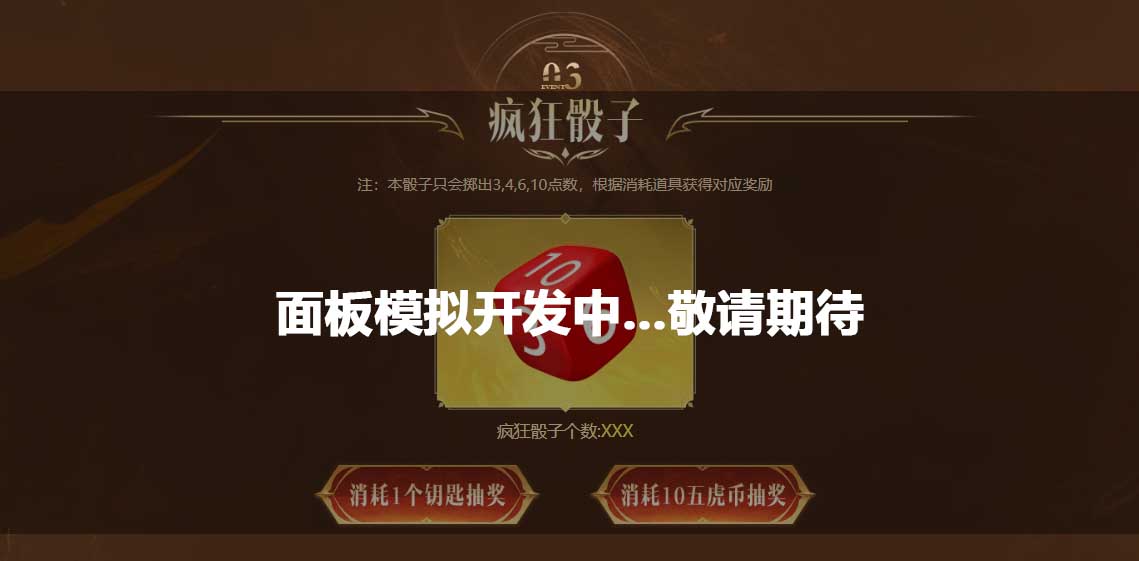 03
EVENT
疯狂骰子
注：本骰子只会掷出3,4,6,10点数，根据消耗道具获得对应奖励
10
3
6
面板模拟开发中...敬请期待
疯狂骰子个数:XXX
消耗1个钥匙抽奖
消耗10五虎币抽奖